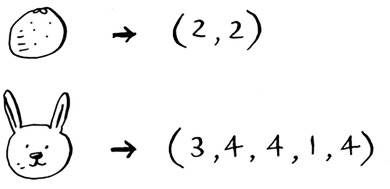 → (2,2)
→ (3,4,4,1,4)